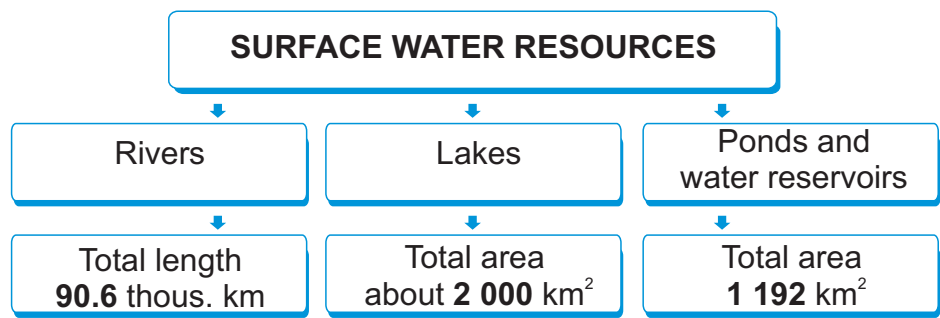 SURFACE WATER RESOURCES
Rivers
Lakes
Ponds and
water reservoirs
Total length
90.6 thous. km
Total area
about 2 000 km²
Total area
1 192 km²